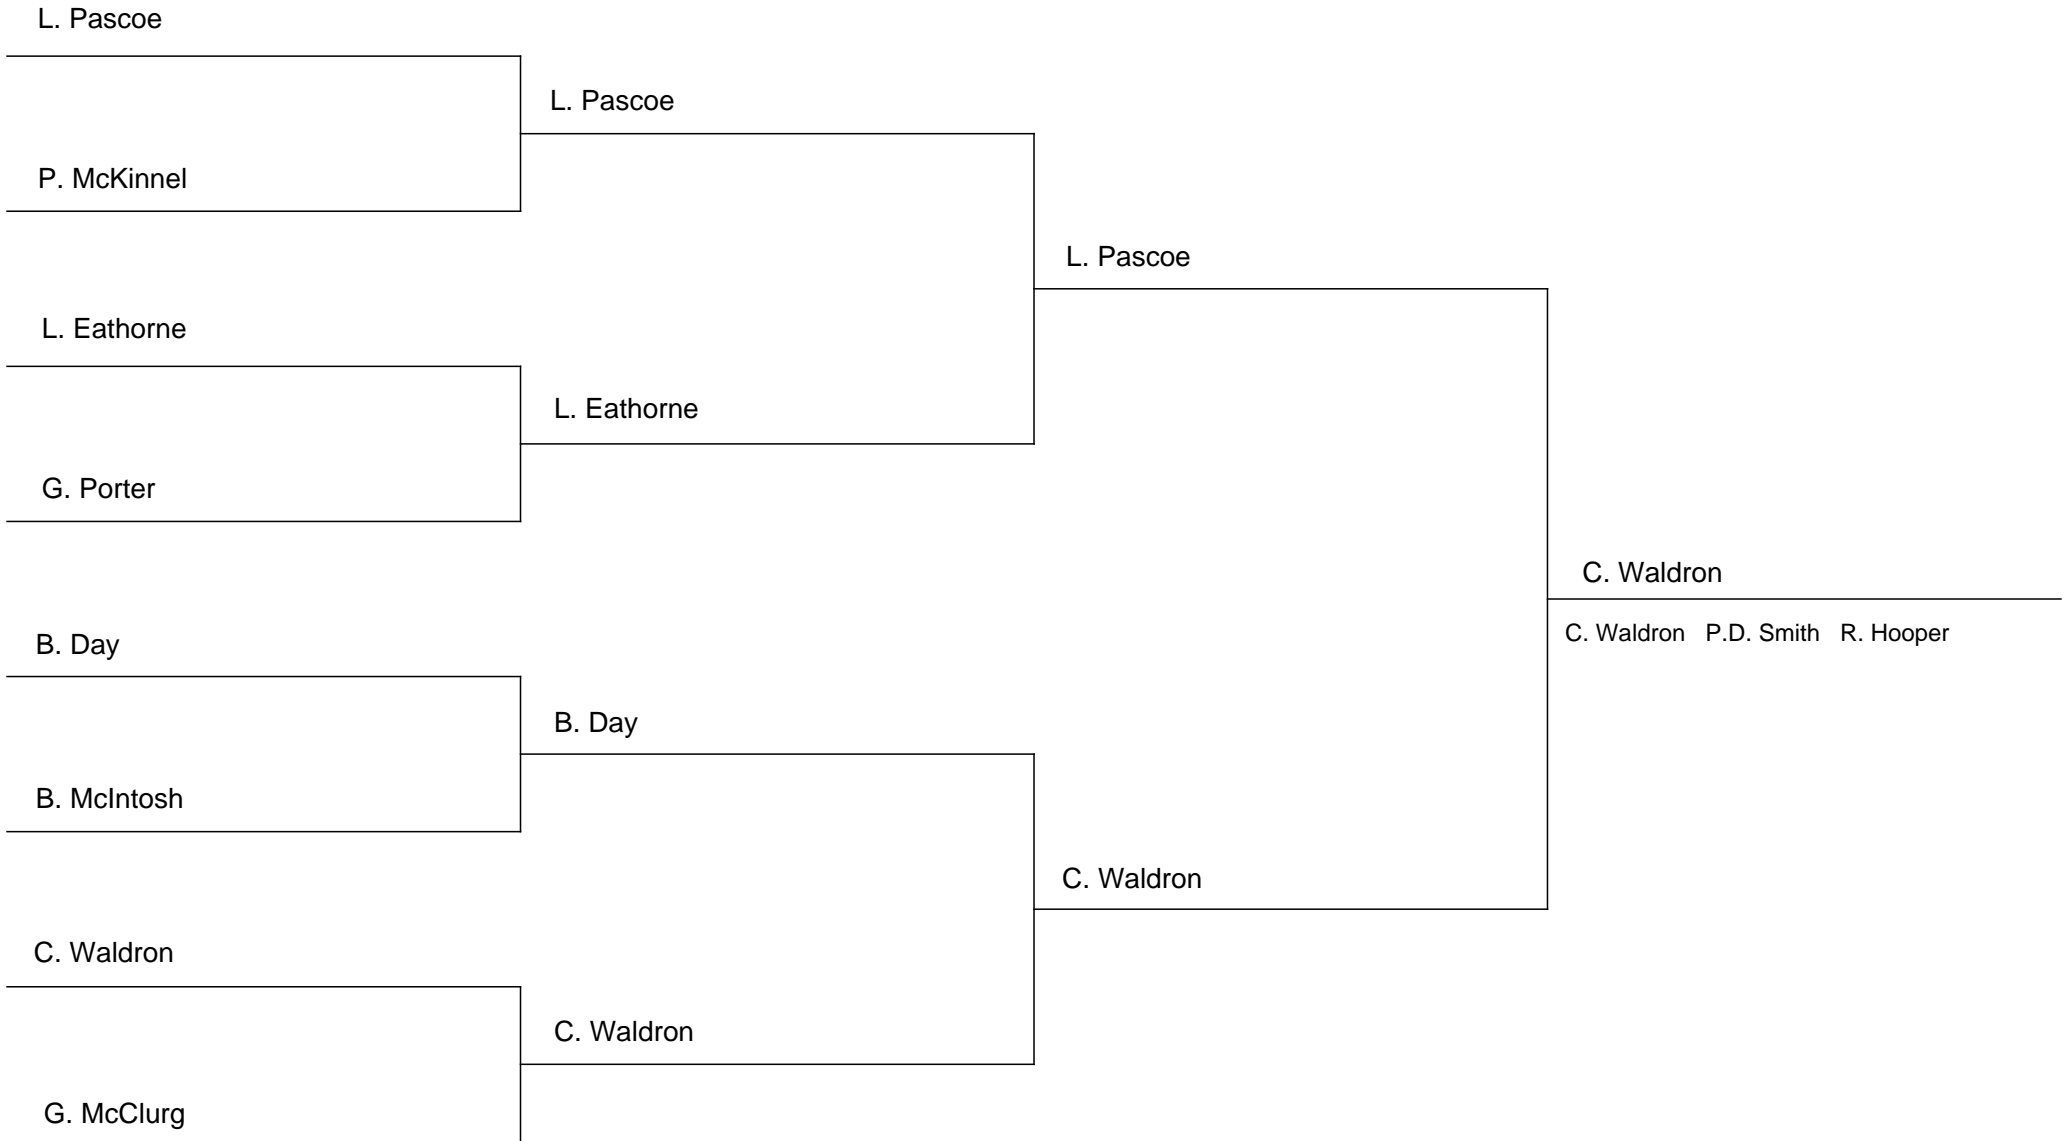 L. Pascoe
L. Pascoe
P. McKinnel
L. Pascoe
L. Eathorne
L. Eathorne
G. Porter
C. Waldron
C. Waldron P.D. Smith R. Hooper
B. Day
B. Day
B. McIntosh
C. Waldron
C. Waldron
C. Waldron
G. McClurg